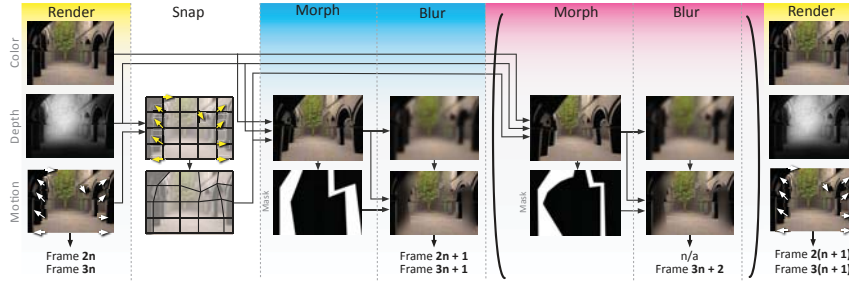 Render
Snap
Morph
Blur
Morph
Blur
Render
Color
Depth
Motion
Mask
Mask
Frame 2n
Frame 3n
Frame 2n + 1
Frame 3n + 1
n/a
Frame 3n + 2
Frame 2(n + 1)
Frame 3(n + 1)